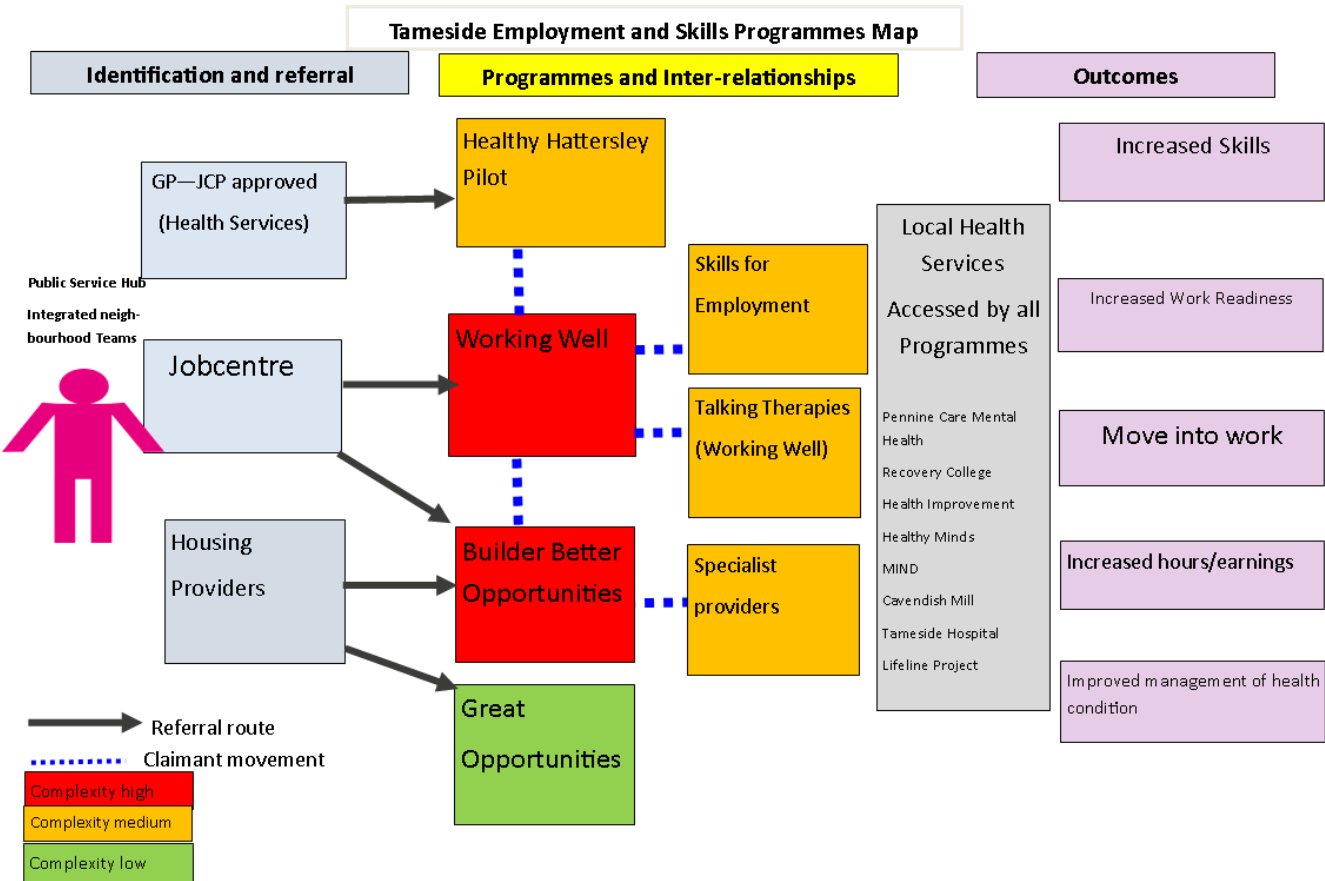 Tameside Employment and Skills Programmes Map
Identification and referral
Programmes and Inter-relationships
Outcomes
GP—JCP approved
(Health Services)
Public Service Hub
Integrated neigh-
bourhood Teams
Jobcentre
Housing
Providers
Healthy Hattersley
Pilot
Working Well
Builder Better
Opportunities
Great
Opportunities
Skills for
Employment
Talking Therapies
(Working Well)
Specialist
providers
Local Health
Services
Accessed by all
Programmes
Pennine Care Mental
Health
Recovery College
Health Improvement
Healthy Minds
MIND
Cavendish Mill
Tameside Hospital
Lifeline Project
Increased Skills
Increased Work Readiness
Move into work
Increased hours/earnings
Improved management of health
condition
Referral route
Claimant movement
Complexity high
Complexity medium
Complexity low